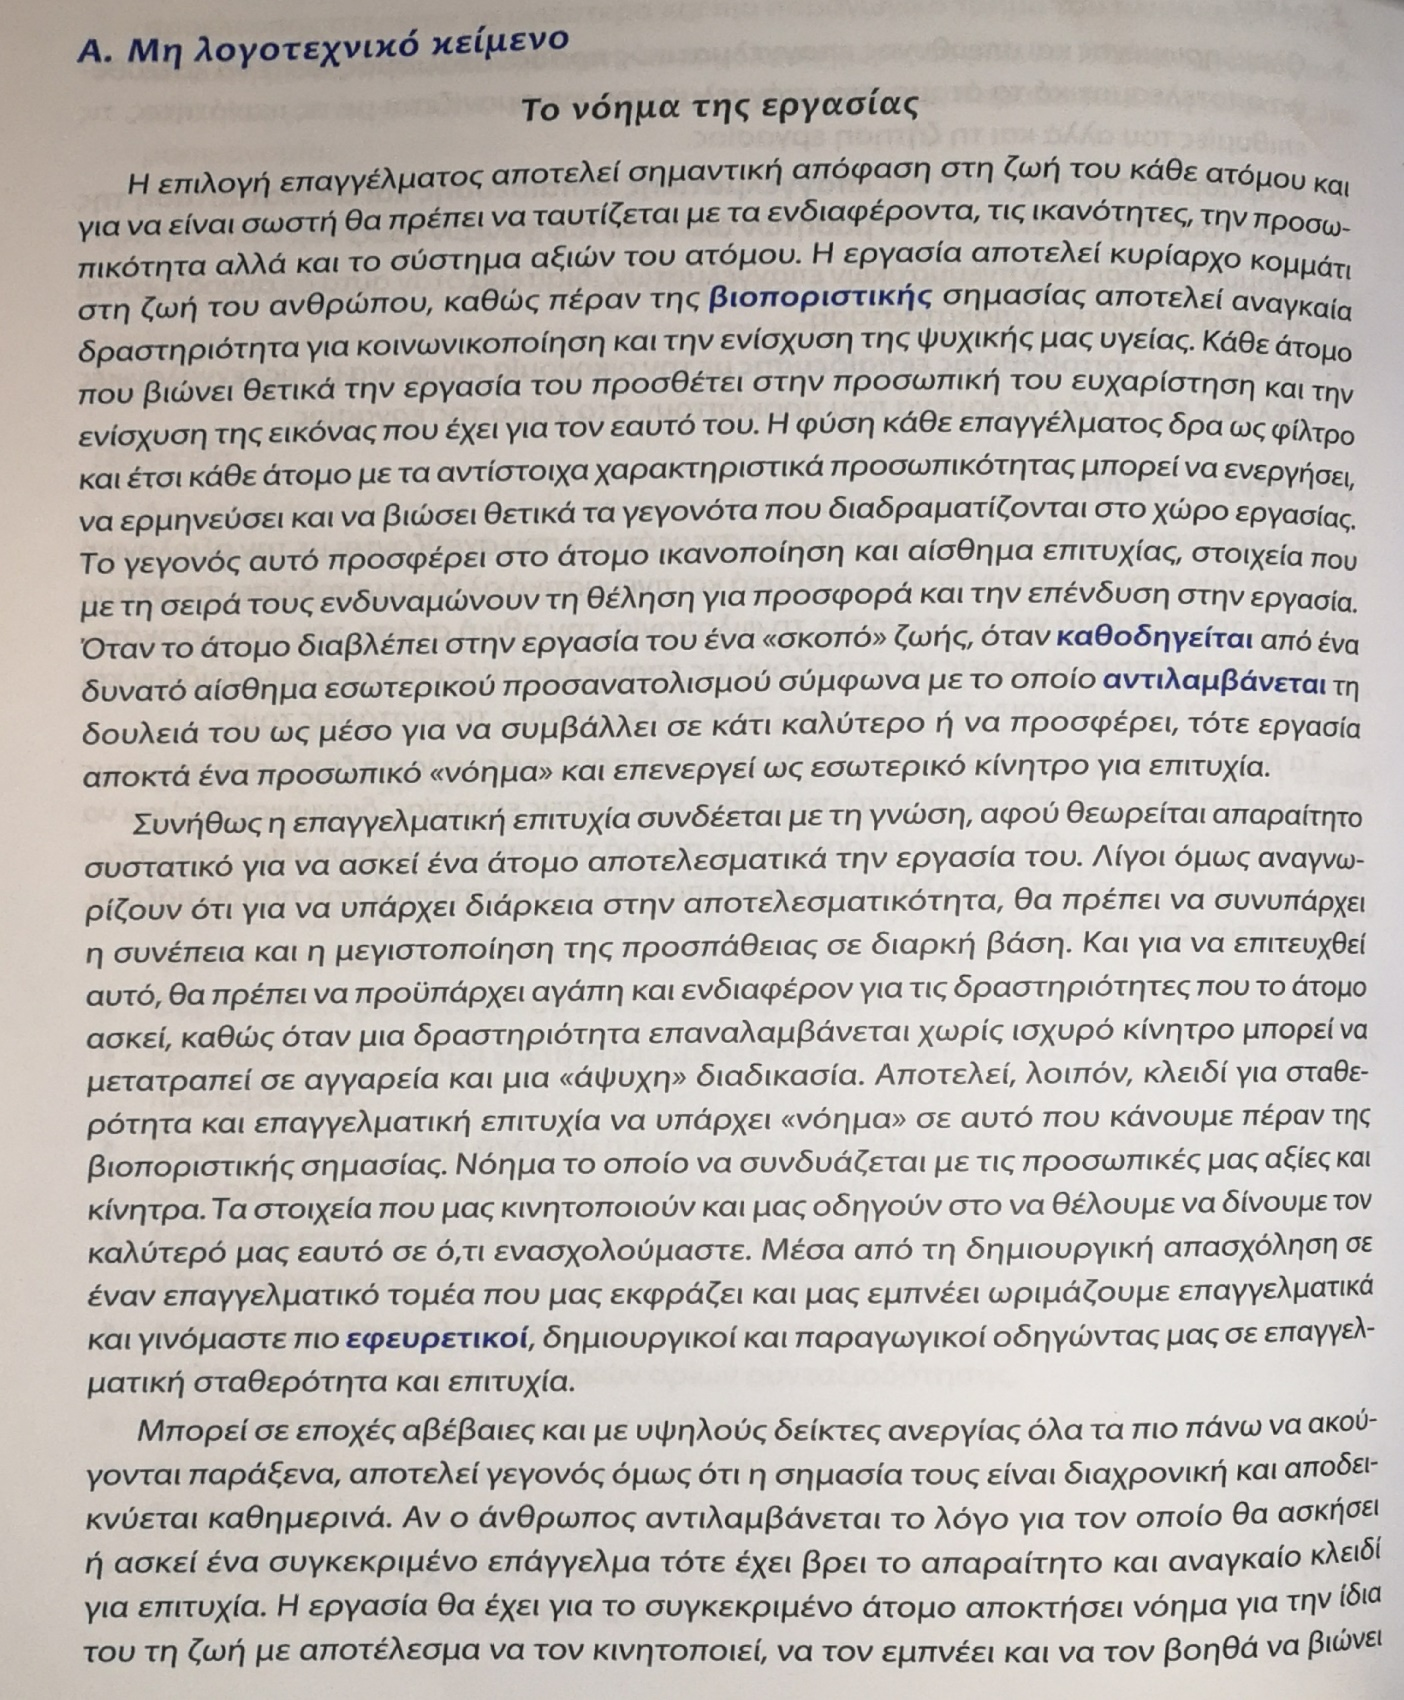 Α. Μη λογοτεχνικό κείμενο
Το νόημα της εργασίας
Η επιλογή επαγγέλματος αποτελεί σημαντική απόφαση στη ζωή του κάθε ατόμου και
για να είναι σωστή θα πρέπει να ταυτίζεται με τα ενδιαφέροντα, τις ικανότητες, την προσω-
πικότητα αλλά και το σύστημα αξιών του ατόμου. Η εργασία αποτελεί κυρίαρχο κομμάτι
στη ζωή του ανθρώπου, καθώς πέραν της βιοποριστικής σημασίας αποτελεί αναγκαία
δραστηριότητα για κοινωνικοποίηση και την ενίσχυση της ψυχικής μας υγείας. Κάθε άτομο
που βιώνει θετικά την εργασία του προσθέτει στην προσωπική του ευχαρίστηση και την
ενίσχυση της εικόνας που έχει για τον εαυτό του. Η φύση κάθε επαγγέλματος δρα ως φίλτρο
και έτσι κάθε άτομο με τα αντίστοιχα χαρακτηριστικά προσωπικότητας μπορεί να ενεργήσει,
να ερμηνεύσει και να βιώσει θετικά τα γεγονότα που διαδραματίζονται στο χώρο εργασίας.
Το γεγονός αυτό προσφέρει στο άτομο ικανοποίηση και αίσθημα επιτυχίας, στοιχεία που
με τη σειρά τους ενδυναμώνουν τη θέληση για προσφορά και την επένδυση στην εργασία.
Όταν το άτομο διαβλέπει στην εργασία του ένα «σκοπό» ζωής, όταν καθοδηγείται από ένα
δυνατό αίσθημα εσωτερικού προσανατολισμού σύμφωνα με το οποίο αντιλαμβάνεται τη
δουλειά του ως μέσο για να συμβάλλει σε κάτι καλύτερο ή να προσφέρει, τότε εργασία
αποκτά ένα προσωπικό «νόημα» και επενεργεί ως εσωτερικό κίνητρο για επιτυχία.
Συνήθως η επαγγελματική επιτυχία συνδέεται με τη γνώση, αφού θεωρείται απαραίτητο
συστατικό για να ασκεί ένα άτομο αποτελεσματικά την εργασία του. Λίγοι όμως αναγνω-
ρίζουν ότι για να υπάρχει διάρκεια στην αποτελεσματικότητα, θα πρέπει να συνυπάρχει
η συνέπεια και η μεγιστοποίηση της προσπάθειας σε διαρκή βάση. Και για να επιτευχθεί
αυτό, θα πρέπει να προϋπάρχει αγάπη και ενδιαφέρον για τις δραστηριότητες που το άτομο
ασκεί, καθώς όταν μια δραστηριότητα επαναλαμβάνεται χωρίς ισχυρό κίνητρο μπορεί να
μετατραπεί σε αγγαρεία και μια «άψυχη» διαδικασία. Αποτελεί, λοιπόν, κλειδί για σταθε-
ρότητα και επαγγελματική επιτυχία να υπάρχει «νόημα» σε αυτό που κάνουμε πέραν της
βιοποριστικής σημασίας. Νόημα το οποίο να συνδυάζεται με τις προσωπικές μας αξίες και
κίνητρα. Τα στοιχεία που μας κινητοποιούν και μας οδηγούν στο να θέλουμε να δίνουμε τον
καλύτερό μας εαυτό σε ό,τι ενασχολούμαστε. Μέσα από τη δημιουργική απασχόληση σε
έναν επαγγελματικό τομέα που μας εκφράζει και μας εμπνέει ωριμάζουμε επαγγελματικά
και γινόμαστε πιο εφευρετικοί, δημιουργικοί και παραγωγικοί οδηγώντας μας σε επαγγελ-
ματική σταθερότητα και επιτυχία.
Μπορεί σε εποχές αβέβαιες και με υψηλούς δείκτες ανεργίας όλα τα πιο πάνω να ακού-
γονται παράξενα, αποτελεί γεγονός όμως ότι η σημασία τους είναι διαχρονική και αποδει-
κνύεται καθημερινά. Αν ο άνθρωπος αντιλαμβάνεται το λόγο για τον οποίο θα ασκήσει
ή ασκεί ένα συγκεκριμένο επάγγελμα τότε έχει βρει το απαραίτητο και αναγκαίο κλειδί
για επιτυχία. Η εργασία θα έχει για το συγκεκριμένο άτομο αποκτήσει νόημα για την ίδια
του τη ζωή με αποτέλεσμα να τον κινητοποιεί, να τον εμπνέει και να τον βοηθά να βιώνει